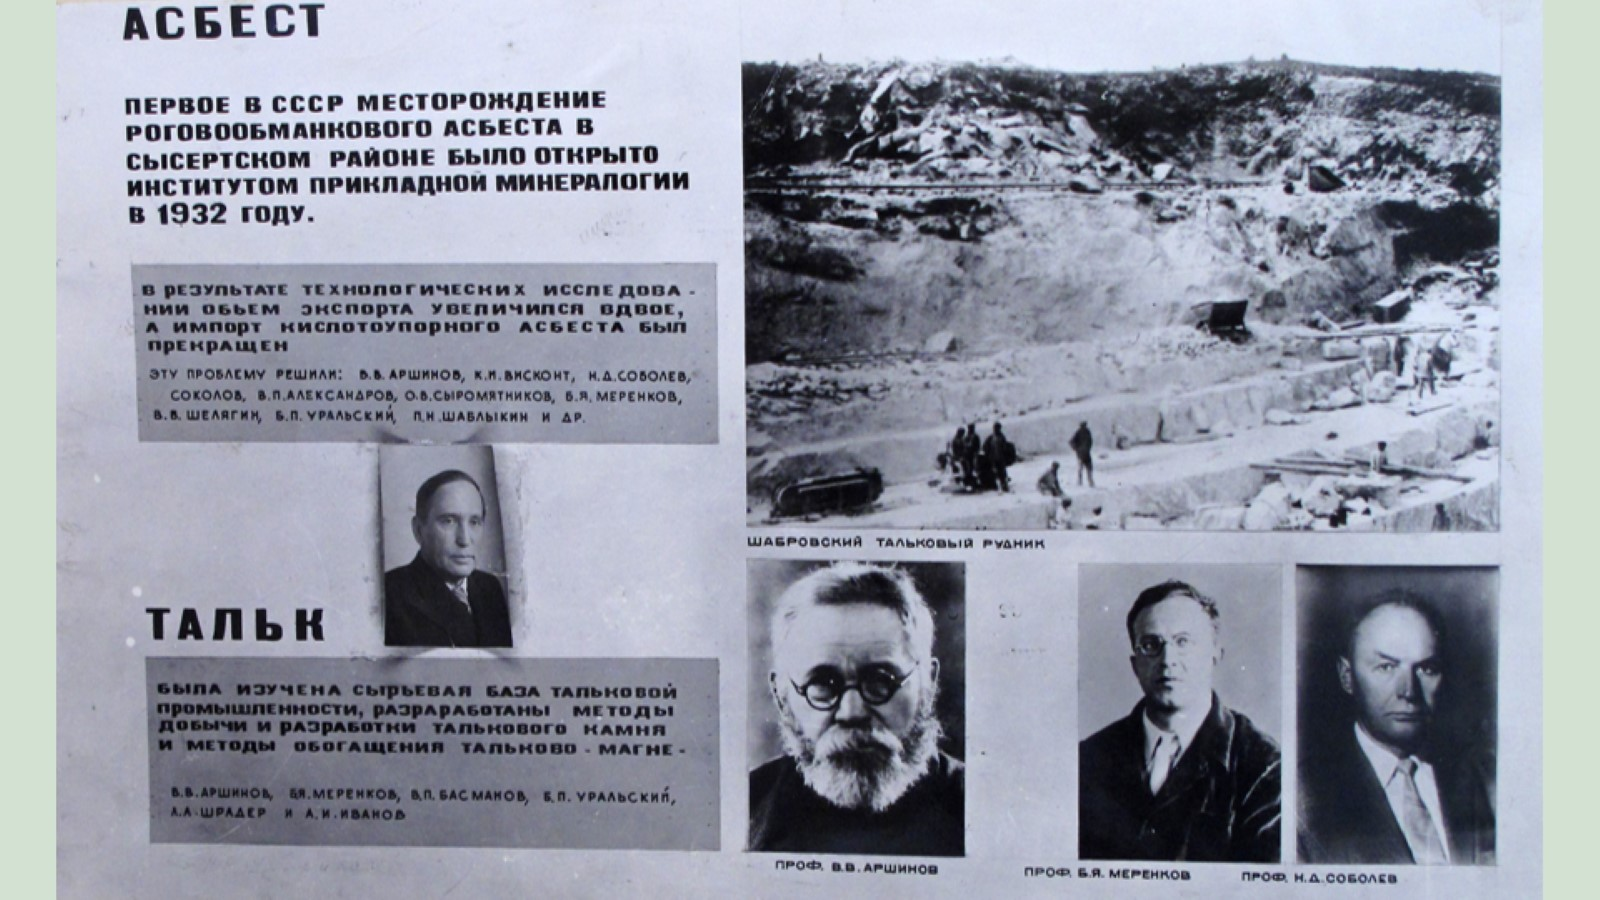 АСБЕСТ
ПЕРВОЕ В СССР МЕСТОРОЖДЕНИЕ
РОГОВООБМАНКОВОГО АСБЕСТА В
СЫСЕРТСКОМ РАЙОНЕ БЫЛО ОТКРЫТО
ИНСТИТУТОМ ПРИКЛАДНОЙ МИНЕРАЛОГИИ
В 1932 ГОДУ.
В РЕЗУЛЬТАТЕ ТЕХНОЛОГИЧЕСКИХ ИССЛЕДОВА-
НИИ ОБЬЕМ ЭКСПОРТА УВЕЛИЧИЛСЯ ВДВОЕ,
А ИМПОРТ КИСЛОТОУПОРНОГО АСБЕСТА БЫЛ
ПРЕКРАЩЕН
ЭТУ ПРОБЛЕМУ РЕШИЛИ: В.В.АРШИНОВ, К.И.ВИСКОНТ, Н.Д.СОБОЛЕВ,
СОКОЛОВ, В.П.АЛЕКСАНДРОВ, О.В.СЫРОМЯТНИКОВ, Б.Я.МЕРЕНКОВ,
В.В.ШЕЛЯГИН, Б.П.УРАЛЬСКИЙ, П.Н.ШАБЛЫКИН И ДР.
ТАЛЬК
БЫЛА ИЗУЧЕНА СЫРЬЕВАЯ БАЗА ТАЛЬКОВОЙ
ПРОМЫШЛЕННОСТИ, РАЗРАРАБОТАНЫ МЕТОДЫ
ДОБЫЧИ И РАЗРАБОТКИ ТАЛЬКОВОГО КАМНЯ
И МЕТОДЫ ОБОГАЩЕНИЯ ТАЛЬКОВО-МАГНЕ-
В.В.АРШИНОВ, Б.Я.МЕРЕНКОВ, В.П.БАСМАНОВ, Б.П.УРАЛЬСКИЙ,
А.А.ШРАДЕР И А.И.ИВАНОВ
ШАБРОВСКИЙ ТАЛЬКОВЫЙ РУДНИК
ПРОФ. В.В.АРШИНОВ
ПРОФ. Б.Я.МЕРЕНКОВ
ПРОФ. Н.Д.СОБОЛЕВ